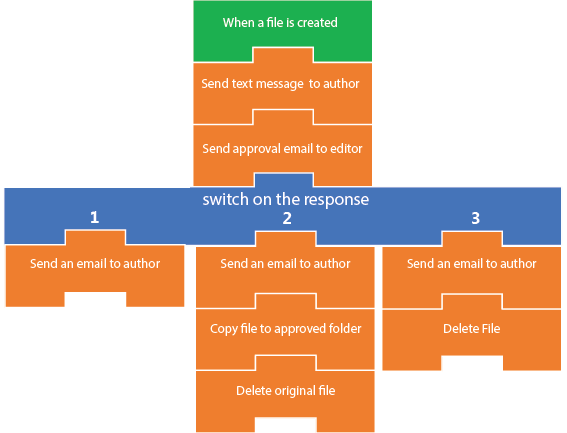 When a file is created
Send text message to author
Send approval email to editor
switch on the response
1
2
3
Send an email to author
Send an email to author
Send an email to author
Copy file to approved folder
Delete File
Delete original file